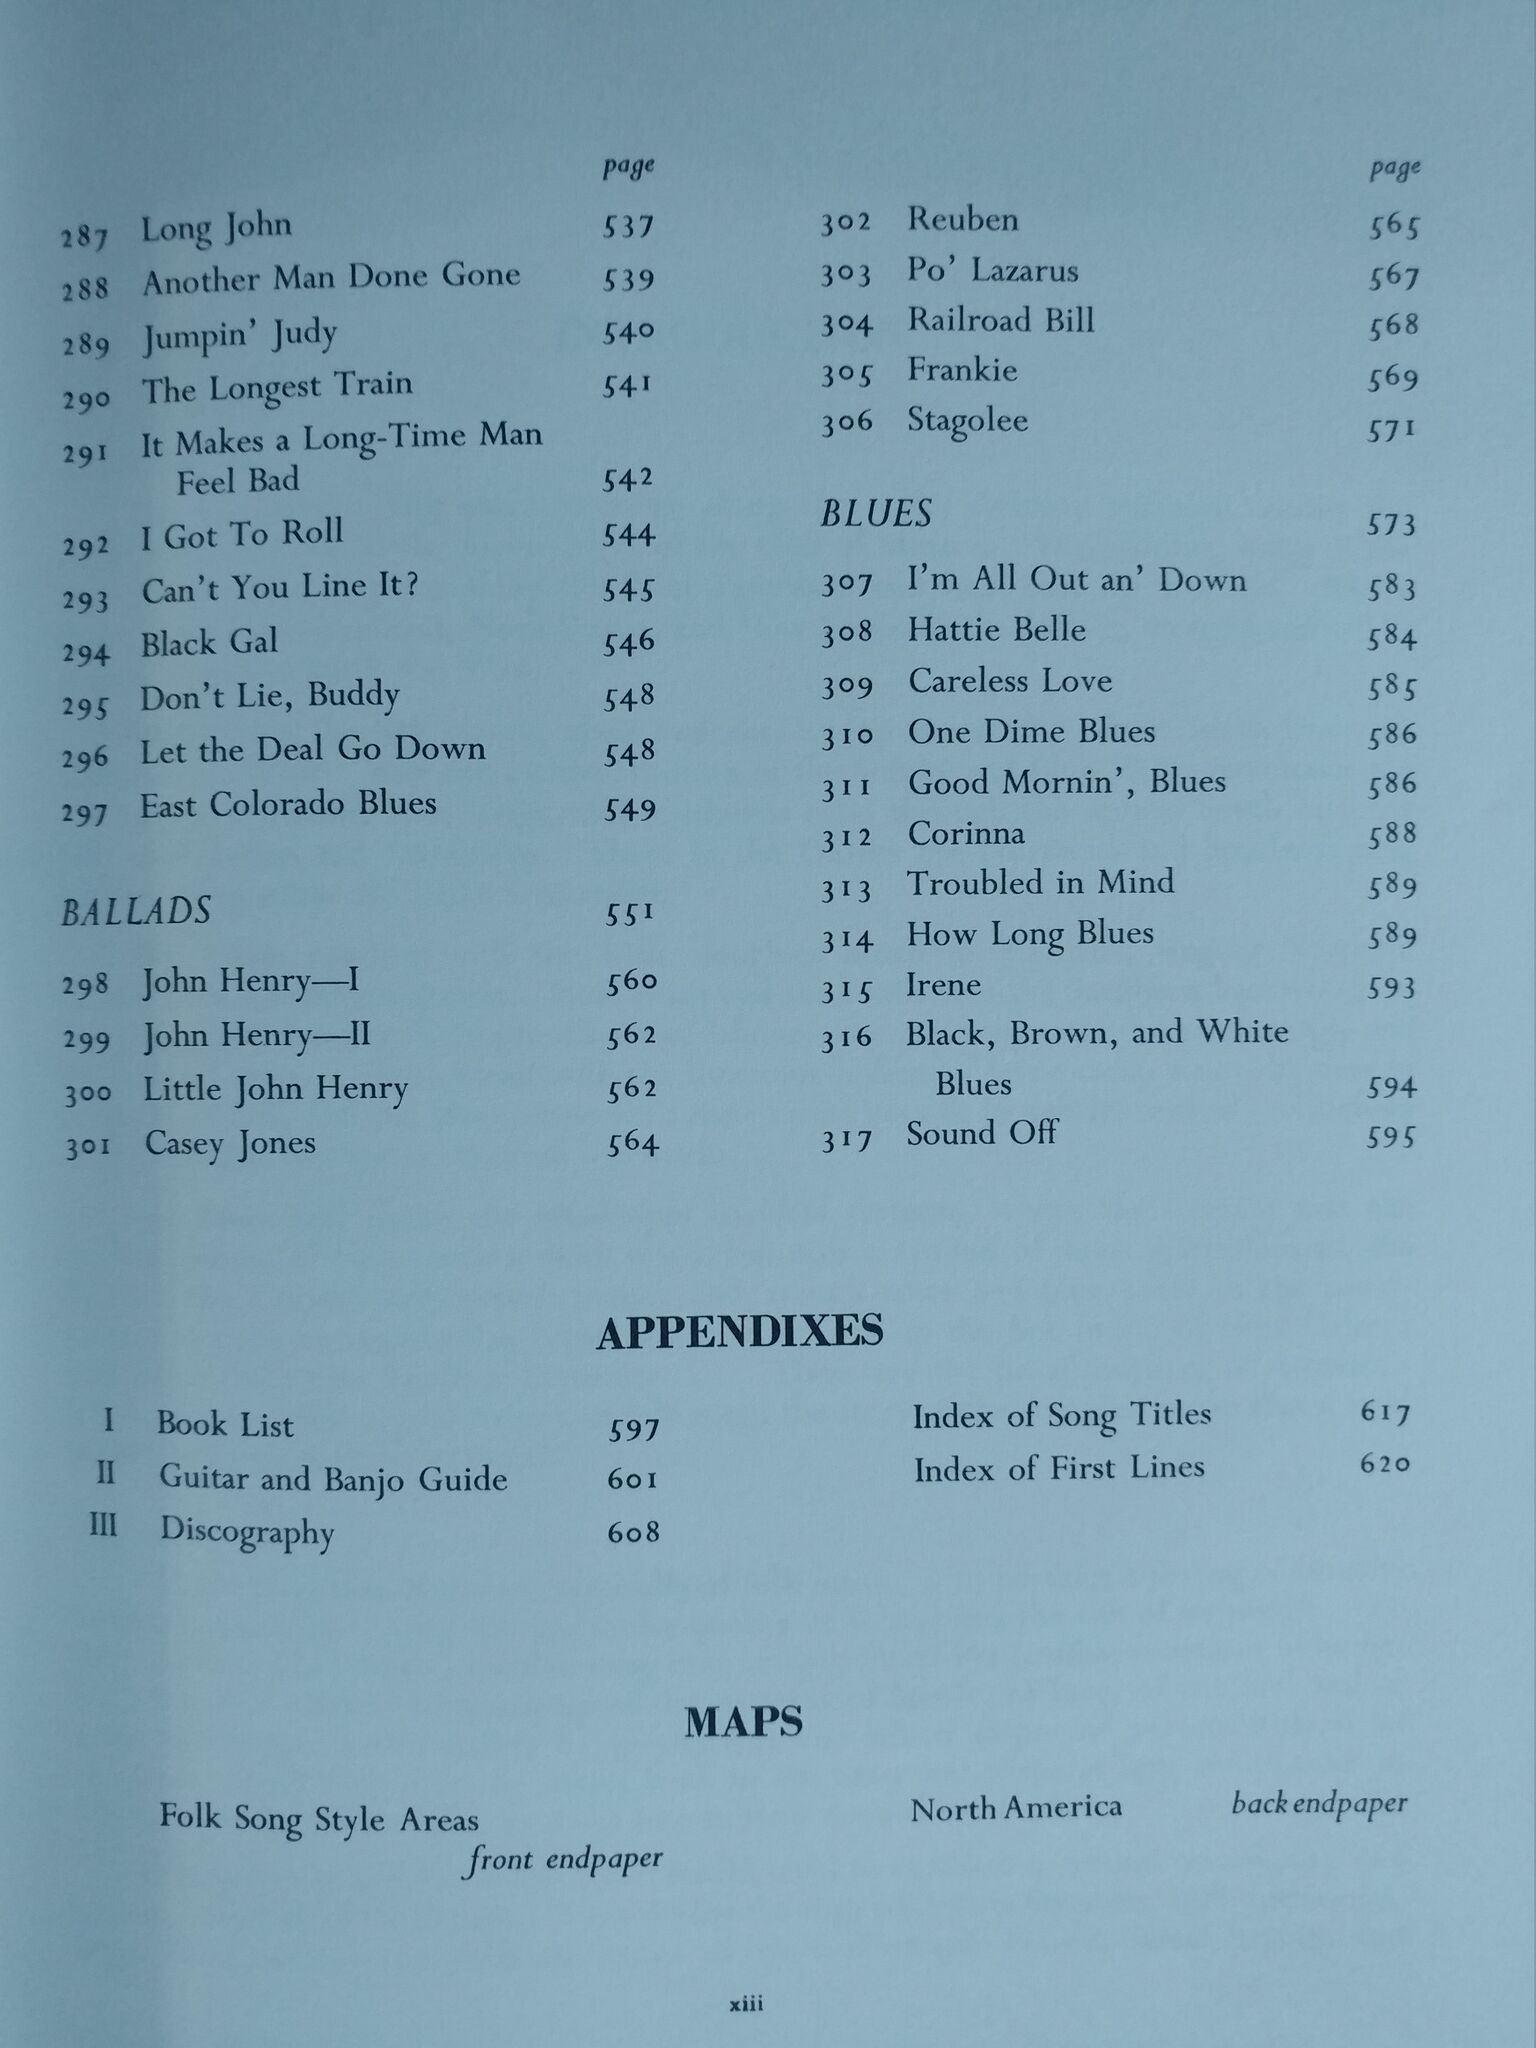 page
287 Long John 537
288 Another Man Done Gone 539
289 Jumpin' Judy 540
290 The Longest Train 541
291 It Makes a Long-Time Man
Feel Bad 542
292 I Got To Roll 544
293 Can't You Line It? 545
294 Black Gal 546
295 Don't Lie, Buddy 548
296 Let the Deal Go Down 548
297 East Colorado Blues 549
BALLADS 551
298 John Henry—I 560
299 John Henry—II 562
300 Little John Henry 562
301 Casey Jones 564
page
302 Reuben 565
303 Po' Lazarus 567
304 Railroad Bill 568
305 Frankie 569
306 Stagolee 571
BLUES 573
307 I'm All Out an' Down 583
308 Hattie Belle 584
309 Careless Love 585
310 One Dime Blues 586
311 Good Mornin', Blues 586
312 Corinna 588
313 Troubled in Mind 589
314 How Long Blues 589
315 Irene 593
316 Black, Brown, and White
Blues 594
317 Sound Off 595
APPENDIXES
I Book List 597
II Guitar and Banjo Guide 601
III Discography 608
Index of Song Titles 617
Index of First Lines 620
MAPS
Folk Song Style Areas
front endpaper
North America back endpaper
xiii